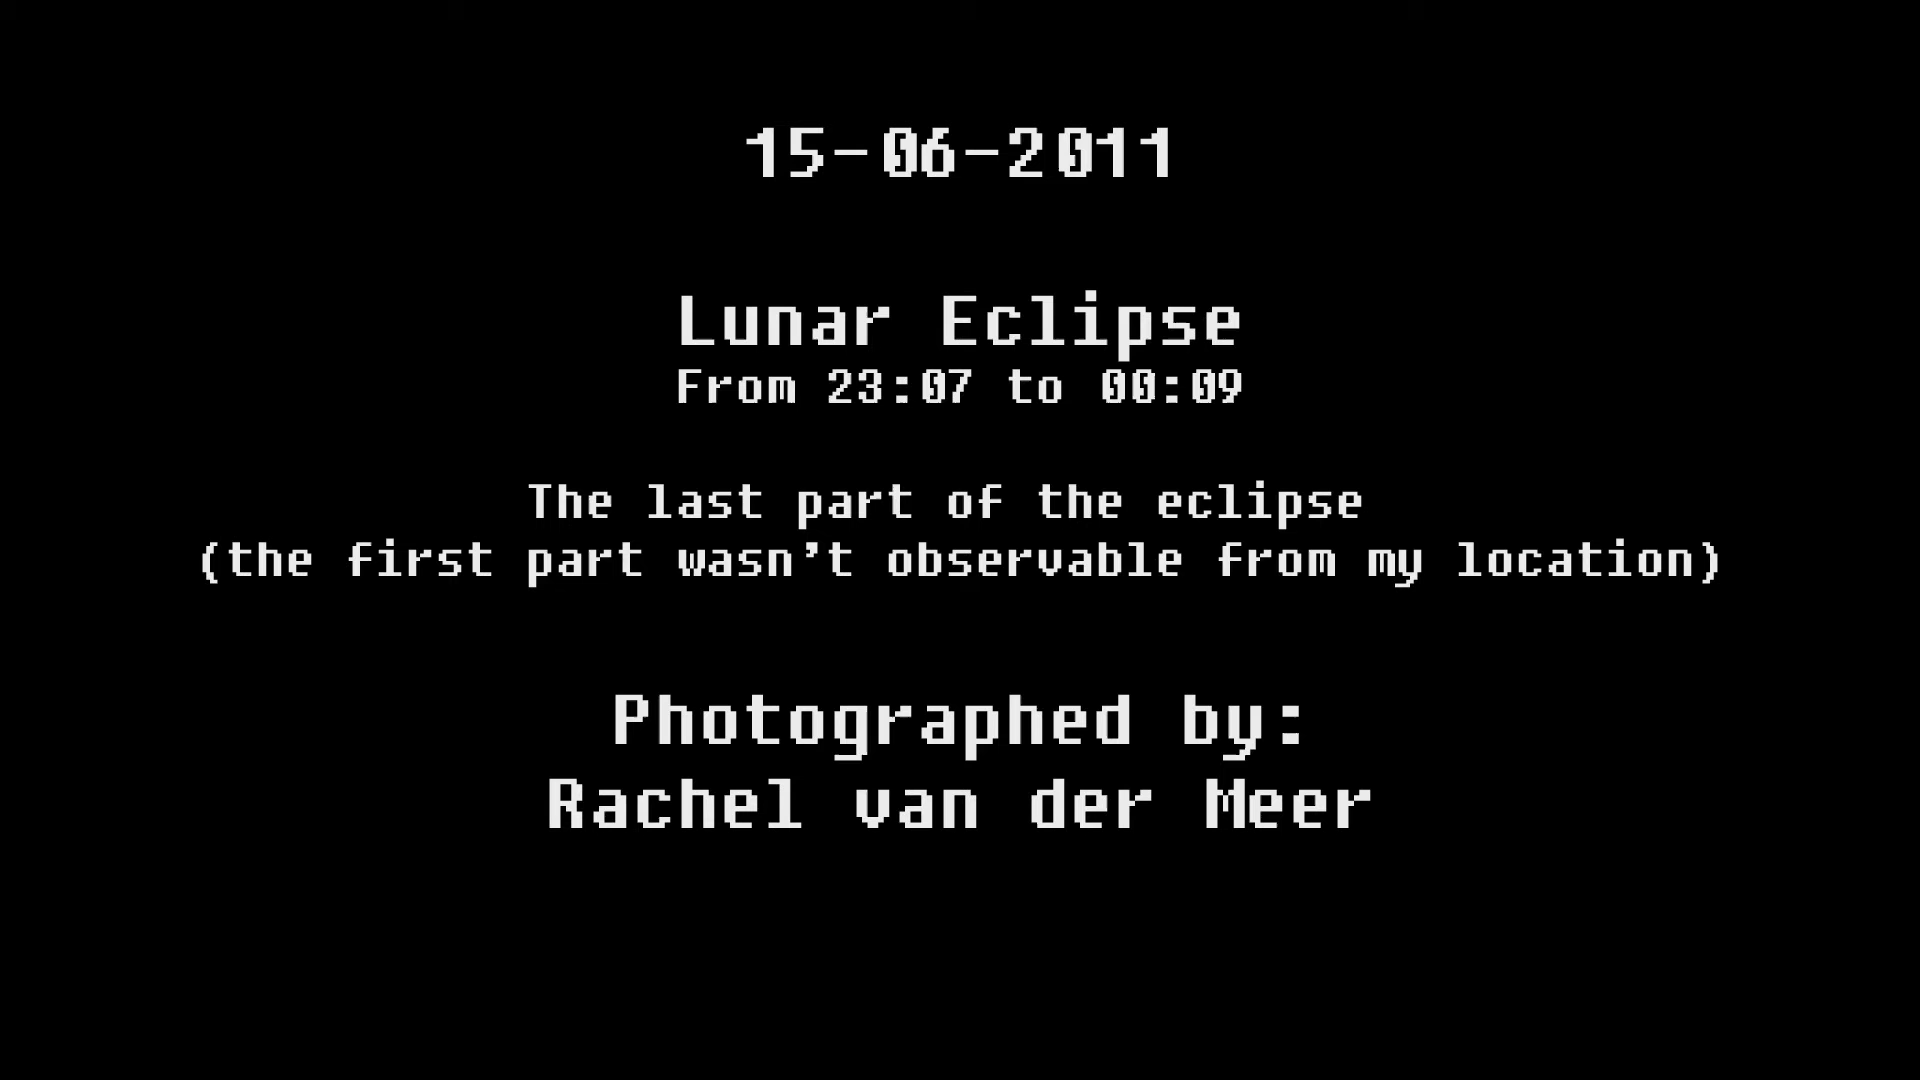 15-06-2011
Lunar Eclipse
From 23:07 to 00:09
The last part of the eclipse
(the first part wasn't observable from my location)
Photographed by:
Rachel van der Meer